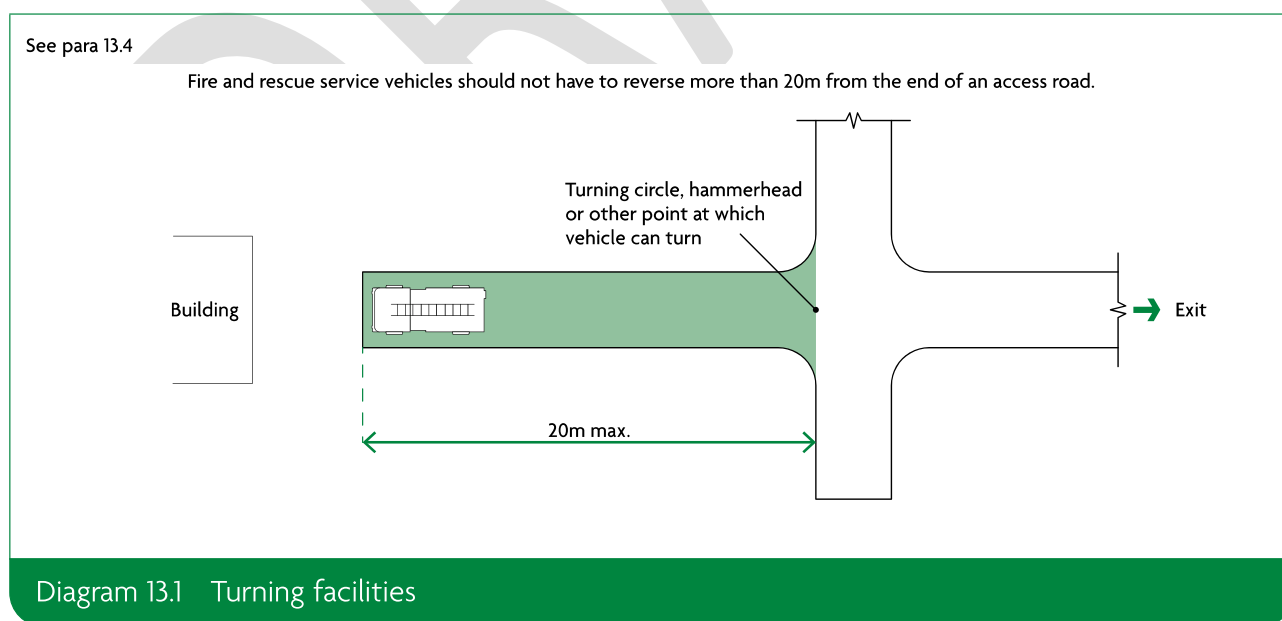 See para 13.4
Fire and rescue service vehicles should not have to reverse more than 20m from the end of an access road.
Turning circle, hammerhead
or other point at which
vehicle can turn
Building
Exit
20m max.
Diagram 13.1 Turning facilities